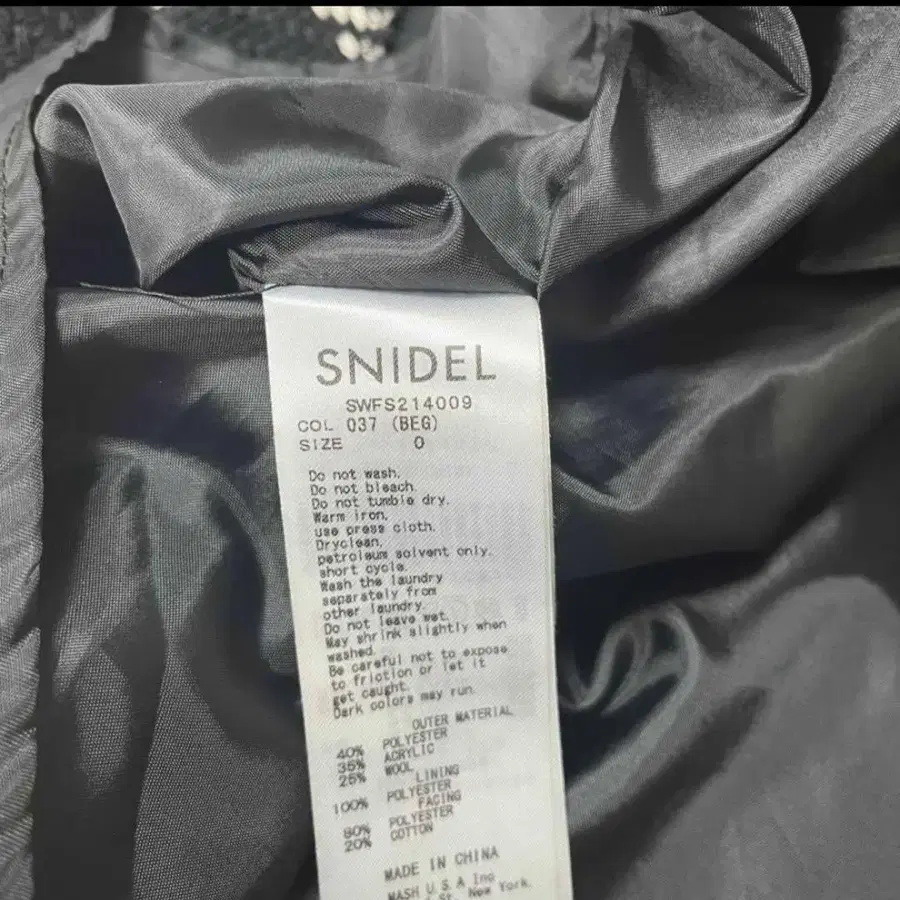 SNIDEL
SWFS214009
COL 037 (BEG)
SIZE 0
Do not wash.
Do not bleach.
Do not tumble dry.
Warm iron,
use press cloth.
Dryclean,
petroleum solvent only.
short cycle.
Wash the laundry
separately from
other laundry.
Do not leave wet.
May shrink slightly when
washed.
Be careful not to expose
to friction or let it
get caught.
Dark colors may run.
OUTER MATERIAL
40% POLYESTER
35% ACRYLIC
25% WOOL
LINING
100% POLYESTER
FACING
80% POLYESTER
20% COTTON
MADE IN CHINA
MASH U.S.A Inc
St. New York.